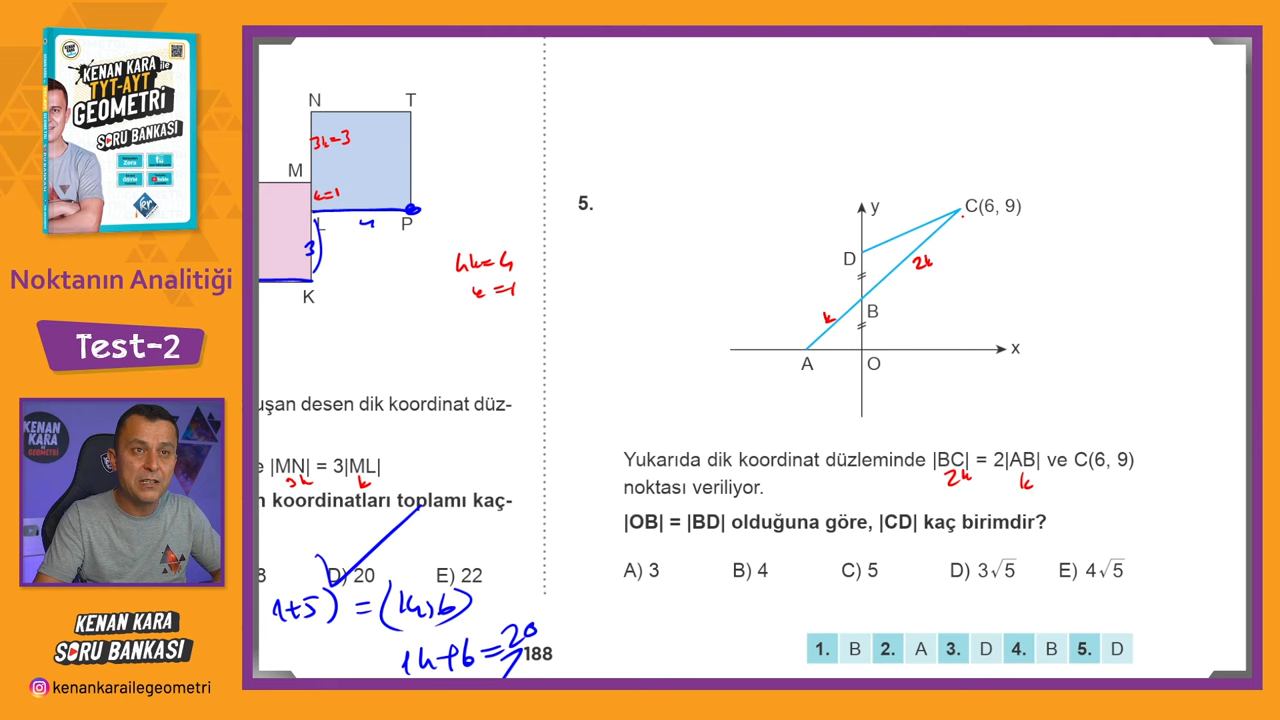 KENAN KARA ile
TYT-AYT
GEOMETRİ
SORU BANKASI
Noktanın Analitiği
Test-2
KENAN KARA
GEOMETRİ
KENAN KARA
SORU BANKASI
kenankarailegeometri
N
T
3k=3
M
k=1
L
4
P
3
K
4k=4
k=1
uşan desen dik koordinat düz-
e |MN| = 3|ML|
3k
k
n koordinatları toplamı kaç-
8
D) 20
E) 22
1+5) = (14,6)
14+6=20
188
5.
y
C(6, 9)
D
2k
B
k
A
O
x
Yukarıda dik koordinat düzleminde |BC| = 2|AB| ve C(6, 9)
2k
k
noktası veriliyor.
|OB| = |BD| olduğuna göre, |CD| kaç birimdir?
A) 3
B) 4
C) 5
D) 3√5
E) 4√5
1. B 2. A 3. D 4. B 5. D